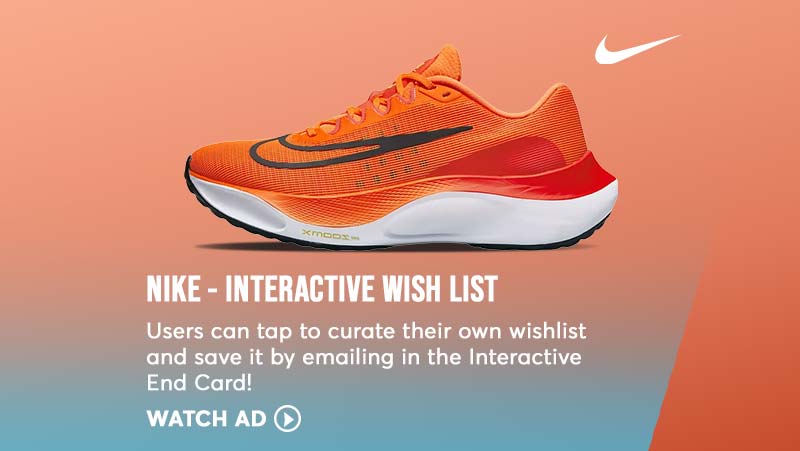 XMOOZ
NIKE - INTERACTIVE WISH LIST
Users can tap to curate their own wishlist
and save it by emailing in the Interactive
End Card!
WATCH AD